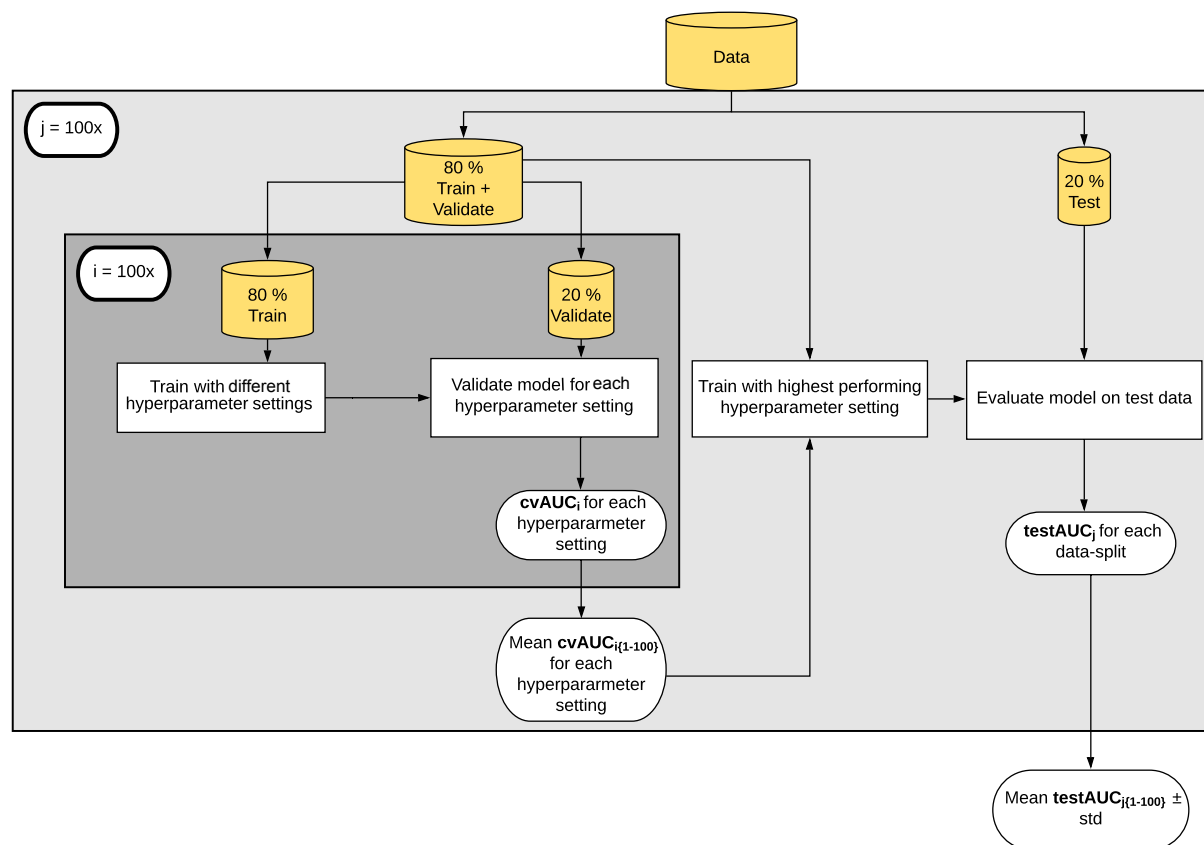 Data
j = 100x
80 %
Train +
Validate
20 %
Test
i = 100x
80 %
Train
20 %
Validate
Train with different
hyperparameter settings
Validate model for each
hyperparameter setting
Train with highest performing
hyperparameter setting
Evaluate model on test data
cvAUCi for each
hyperpararmeter
setting
testAUCj for each
data-split
Mean cvAUCi{1-100}
for each
hyperpararmeter
setting
Mean testAUCj{1-100} ±
std